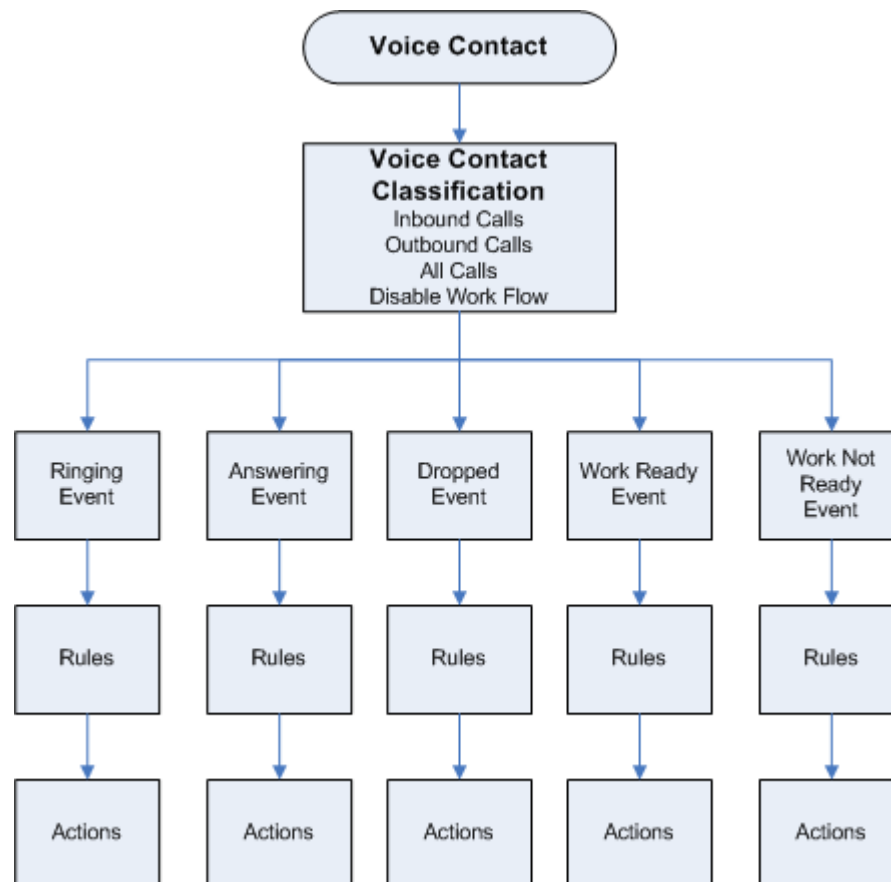 Voice Contact
Voice Contact
Classification
Inbound Calls
Outbound Calls
All Calls
Disable Work Flow
Ringing
Event
Answering
Event
Dropped
Event
Work Ready
Event
Work Not
Ready
Event
Rules
Rules
Rules
Rules
Rules
Actions
Actions
Actions
Actions
Actions